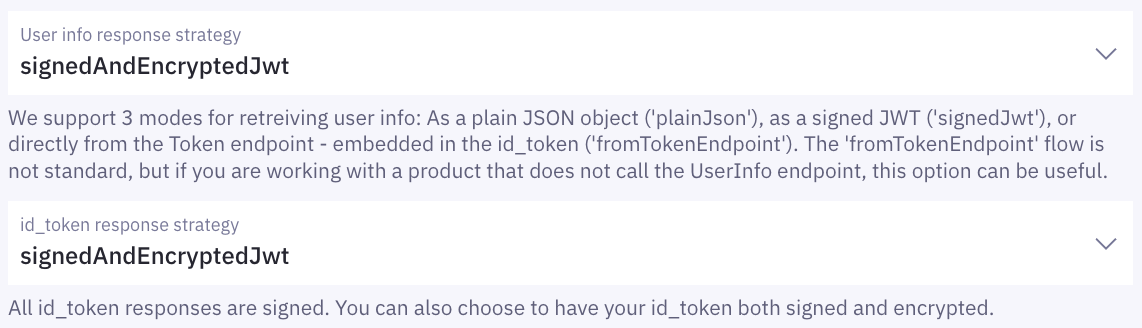 User info response strategy
signedAndEncryptedJwt
We support 3 modes for retreiving user info: As a plain JSON object ('plainJson'), as a signed JWT ('signedJwt'), or
directly from the Token endpoint - embedded in the id_token ('fromTokenEndpoint'). The 'fromTokenEndpoint' flow is
not standard, but if you are working with a product that does not call the UserInfo endpoint, this option can be useful.
id_token response strategy
signedAndEncryptedJwt
All id_token responses are signed. You can also choose to have your id_token both signed and encrypted.